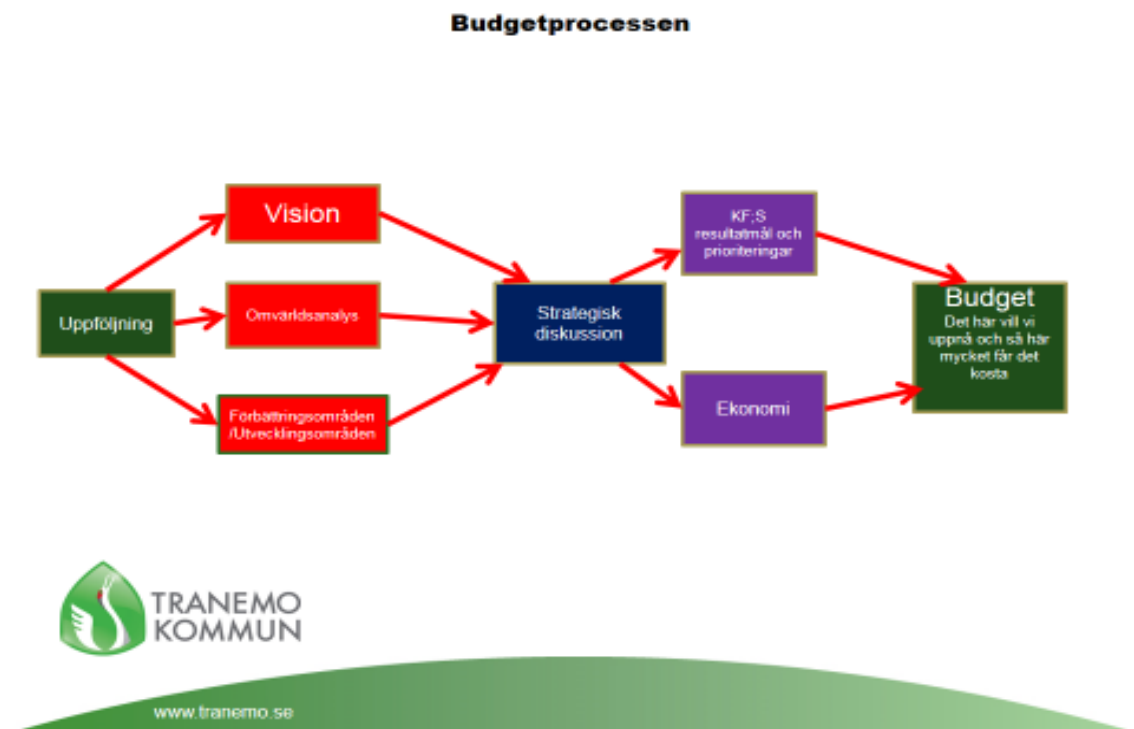 Budgetprocessen
Vision
KF;S
resultatmål och
prioriteringar
Uppföljning
Omvärldsanalys
Strategisk
diskussion
Budget
Det här vill vi
uppnå och så här
mycket får det
kosta
Förbättringsområden
/Utvecklingsområden
Ekonomi
TRANEMO
KOMMUN
www.tranemo.se